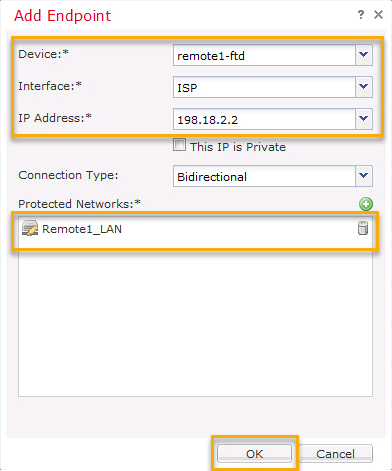 Add Endpoint ? ×
Device:* remote1-ftd
Interface:* ISP
IP Address:* 198.18.2.2
This IP is Private
Connection Type: Bidirectional
Protected Networks:*
Remote1_LAN
OK Cancel